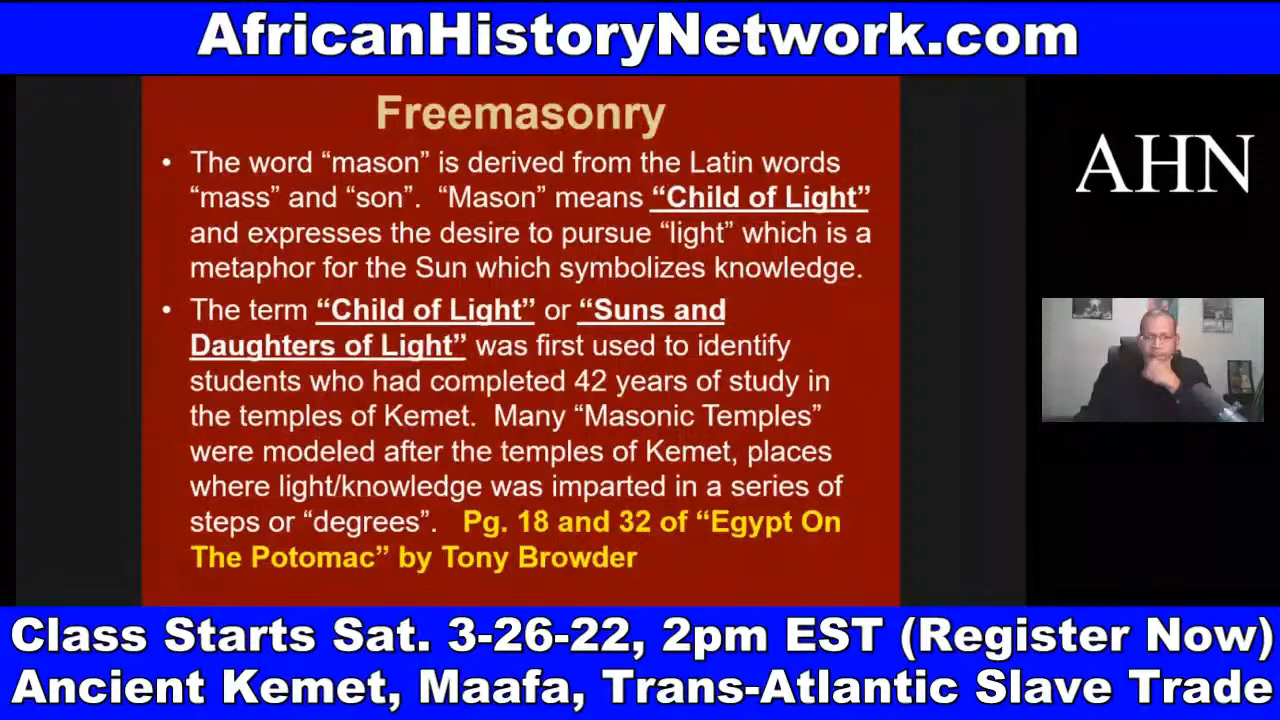 AfricanHistoryNetwork.com
Freemasonry
• The word “mason” is derived from the Latin words
“mass” and “son”. “Mason” means “Child of Light”
and expresses the desire to pursue “light” which is a
metaphor for the Sun which symbolizes knowledge.
• The term “Child of Light” or “Suns and
Daughters of Light” was first used to identify
students who had completed 42 years of study in
the temples of Kemet. Many “Masonic Temples”
were modeled after the temples of Kemet, places
where light/knowledge was imparted in a series of
steps or “degrees”. Pg. 18 and 32 of “Egypt On
The Potomac” by Tony Browder
AHN
Class Starts Sat. 3-26-22, 2pm EST (Register Now)
Ancient Kemet, Maafa, Trans-Atlantic Slave Trade